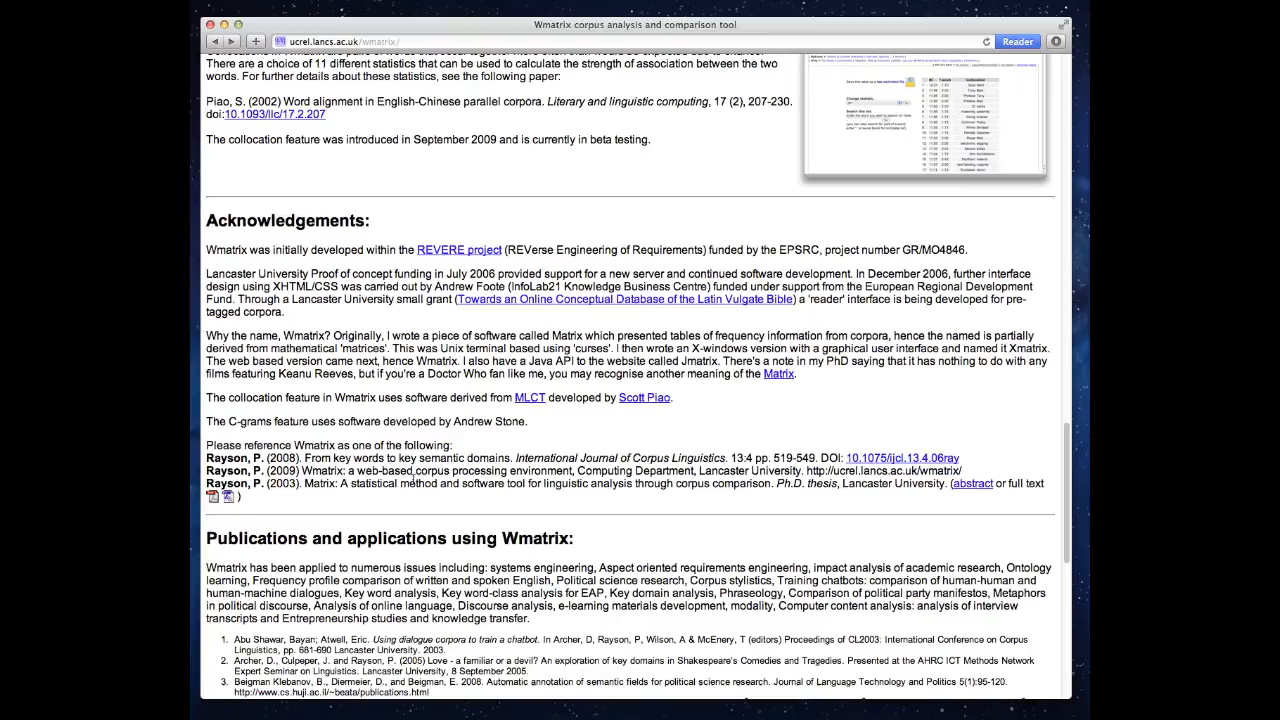 Wmatrix corpus analysis and comparison tool
ucrel.lancs.ac.uk/wmatrix/
Reader
There are a choice of 11 different statistics that can be used to calculate the strength of association between the two
words. For more details about these statistics, see the following paper:
Piao, S. (2002) Word alignment in English-Chinese parallel corpora. Literary and linguistic computing, 17 (2), 207-230.
doi:10.1093/llc/17.2.207
The collocation feature was introduced in September 2009 and is currently in beta testing.
Acknowledgements:
Wmatrix was initially developed within the REVERE project (REVerse Engineering of Requirements) funded by the EPSRC, project number GR/MO4846.
Lancaster University Proof of concept funding in July 2006 provided support for a new server and continued software development. In December 2006, further interface
design using XHTML/CSS was carried out by Andrew Foote (InfoLab21 Knowledge Business Centre) funded under support from the European Regional Development
Fund. Through a Lancaster University small grant (Towards an Online Conceptual Database of the Latin Vulgate Bible) a 'reader' interface is being developed for pre-
tagged corpora.
Why the name, Wmatrix? Originally, I wrote a piece of software called Matrix which presented tables of frequency information from corpora, hence the named is partially
derived from mathematical 'matrices'. This was Unix terminal based using 'curses'. I then wrote an X-windows version with a graphical user interface and named it Xmatrix.
The web based version came next, hence Wmatrix. I also have a Java API to the website called Jmatrix. There's a note in my PhD saying that it has nothing to do with any
films featuring Keanu Reeves, but if you're a Doctor Who fan like me, you may recognise another meaning of the Matrix.
The collocation feature in Wmatrix uses software derived from MLCT developed by Scott Piao.
The C-grams feature uses software developed by Andrew Stone.
Please reference Wmatrix as one of the following:
Rayson, P. (2008). From key words to key semantic domains. International Journal of Corpus Linguistics. 13:4 pp. 519-549. DOI: 10.1075/ijcl.13.4.06ray
Rayson, P. (2009) Wmatrix: a web-based corpus processing environment, Computing Department, Lancaster University. http://ucrel.lancs.ac.uk/wmatrix/
Rayson, P. (2003). Matrix: A statistical method and software tool for linguistic analysis through corpus comparison. Ph.D. thesis, Lancaster University. (abstract or full text
)
Publications and applications using Wmatrix:
Wmatrix has been applied to numerous issues including: systems engineering, Aspect oriented requirements engineering, impact analysis of academic research, Ontology
learning, Frequency profile comparison of written and spoken English, Political science research, Corpus stylistics, Training chatbots: comparison of human-human and
human-machine dialogues, Key word analysis, Key word-class analysis for EAP, Key domain analysis, Phraseology, Comparison of political party manifestos, Metaphors
in political discourse, Analysis of online language, Discourse analysis, e-learning materials development, modality, Computer content analysis: analysis of interview
transcripts and Entrepreneurship studies and knowledge transfer.
1. Abu Shawar, Bayan; Atwell, Eric. Using dialogue corpora to train a chatbot. In Archer, D, Rayson, P, Wilson, A & McEnery, T (editors) Proceedings of CL2003: International Conference on Corpus
Linguistics, pp. 681-690 Lancaster University. 2003.
2. Archer, D., Culpeper, J. and Rayson, P. (2005) Love - a familiar or a devil? An exploration of key domains in Shakespeare's Comedies and Tragedies. Presented at the AHRC ICT Methods Network
Expert Seminar on Linguistics. Lancaster University, 8 September 2005.
3. Beigman Klebanov, B., Diermeier, D., and Beigman, E. 2008. Automatic annotation of semantic fields for political science research. Journal of Language Technology and Politics 5(1):95-120.
http://www.cs.huji.ac.il/~beata/publications.html